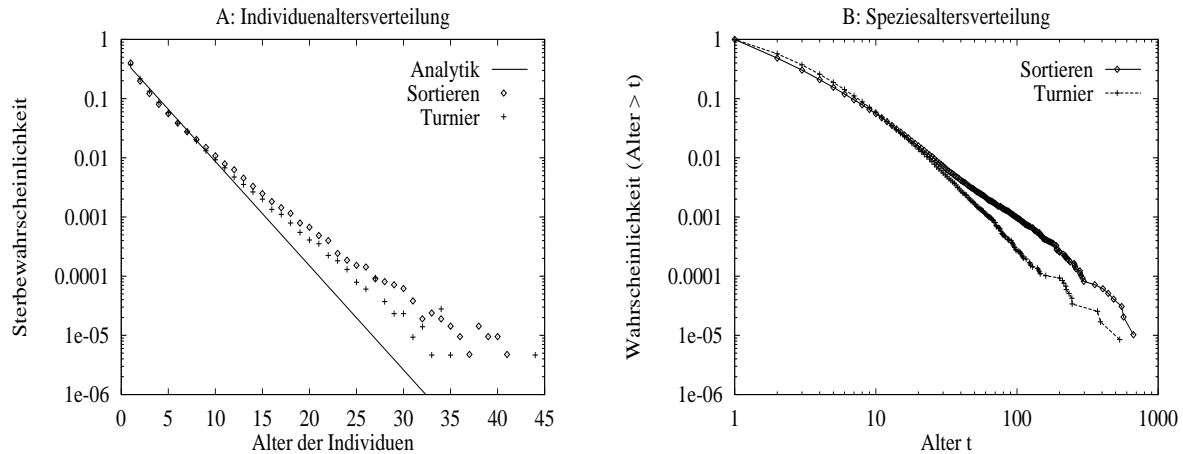 A: Individuenaltersverteilung
Sterbewahrscheinlichkeit
1
0.1
0.01
0.001
0.0001
1e-05
1e-06
Analytik
Sortieren
Turnier
0 5 10 15 20 25 30 35 40 45
Alter der Individuen
B: Speziesaltersverteilung
Wahrscheinlichkeit (Alter > t)
1
0.1
0.01
0.001
0.0001
1e-05
1e-06
Sortieren
Turnier
1 10 100 1000
Alter t